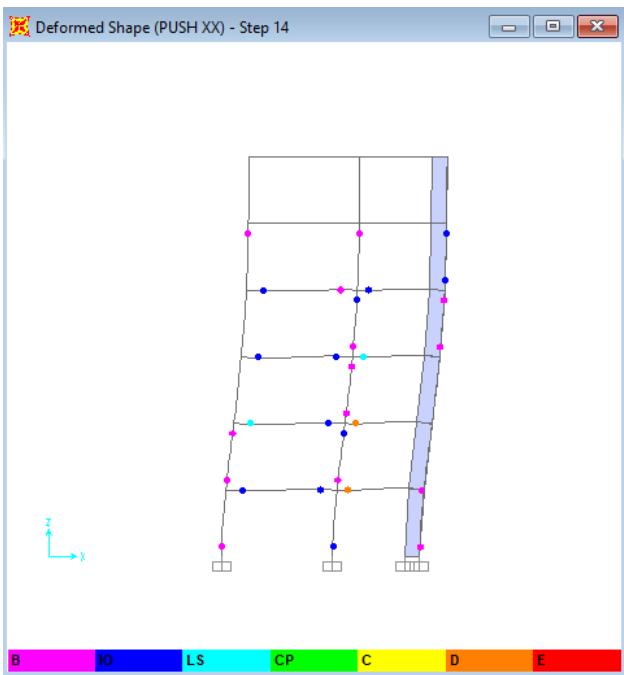 Deformed Shape (PUSH XX) - Step 14
Z
X
B IO LS CP C D E